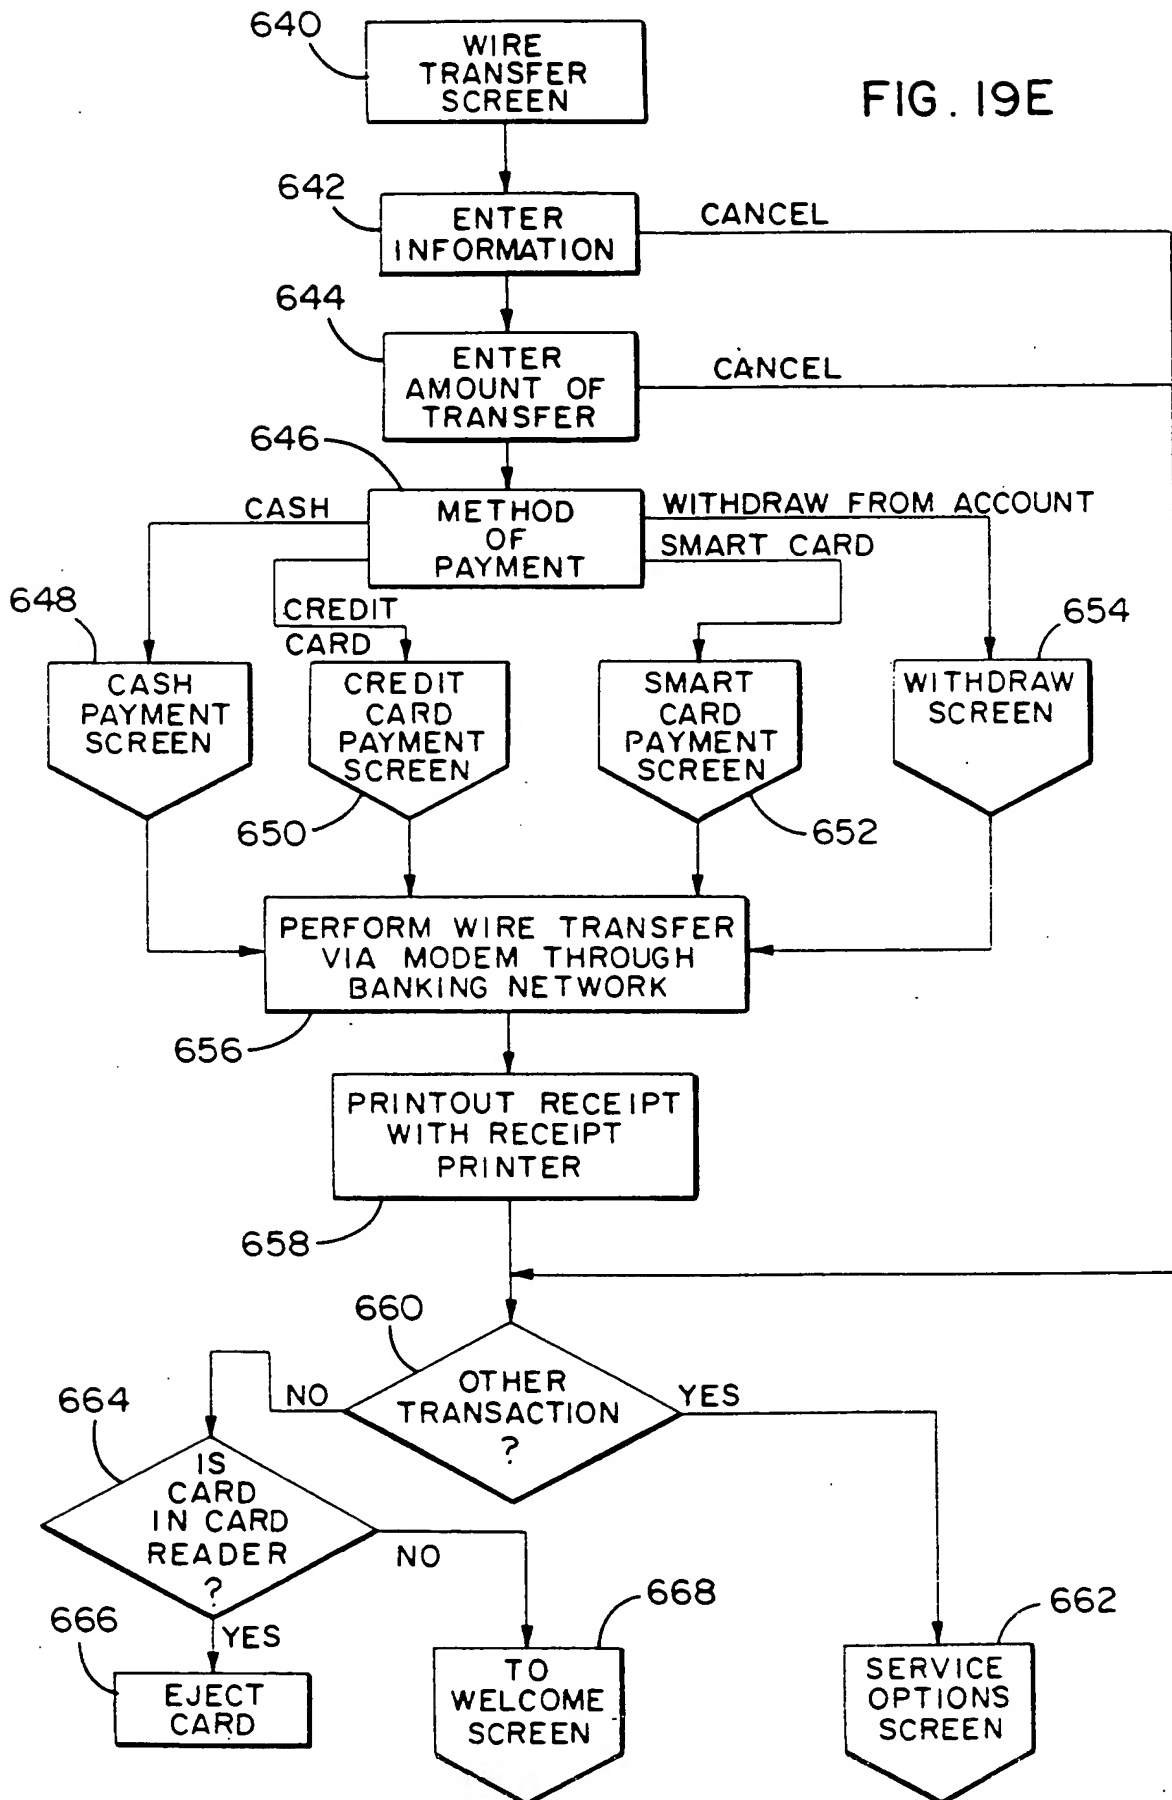 640
WIRE
TRANSFER
SCREEN
FIG. 19E
642
ENTER
INFORMATION
CANCEL
644
ENTER
AMOUNT OF
TRANSFER
CANCEL
646
METHOD
OF
PAYMENT
CASH
WITHDRAW FROM ACCOUNT
SMART CARD
CREDIT
CARD
648
CASH
PAYMENT
SCREEN
CREDIT
CARD
PAYMENT
SCREEN
650
SMART
CARD
PAYMENT
SCREEN
652
654
WITHDRAW
SCREEN
PERFORM WIRE TRANSFER
VIA MODEM THROUGH
BANKING NETWORK
656
PRINTOUT RECEIPT
WITH RECEIPT
PRINTER
658
660
OTHER
TRANSACTION
?
NO
YES
664
IS
CARD
IN CARD
READER
?
NO
YES
666
EJECT
CARD
668
TO
WELCOME
SCREEN
662
SERVICE
OPTIONS
SCREEN